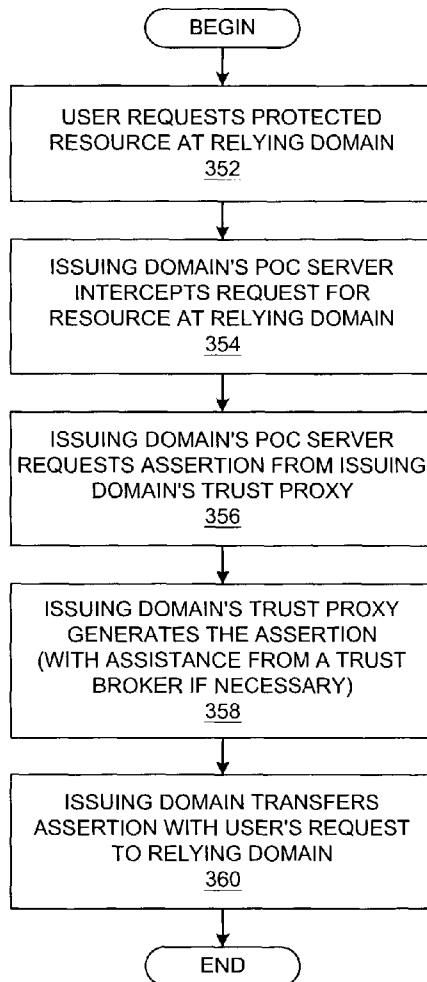 BEGIN
USER REQUESTS PROTECTED
RESOURCE AT RELYING DOMAIN
352
ISSUING DOMAIN'S POC SERVER
INTERCEPTS REQUEST FOR
RESOURCE AT RELYING DOMAIN
354
ISSUING DOMAIN'S POC SERVER
REQUESTS ASSERTION FROM ISSUING
DOMAIN'S TRUST PROXY
356
ISSUING DOMAIN'S TRUST PROXY
GENERATES THE ASSERTION
(WITH ASSISTANCE FROM A TRUST
BROKER IF NECESSARY)
358
ISSUING DOMAIN TRANSFERS
ASSERTION WITH USER'S REQUEST
TO RELYING DOMAIN
360
END